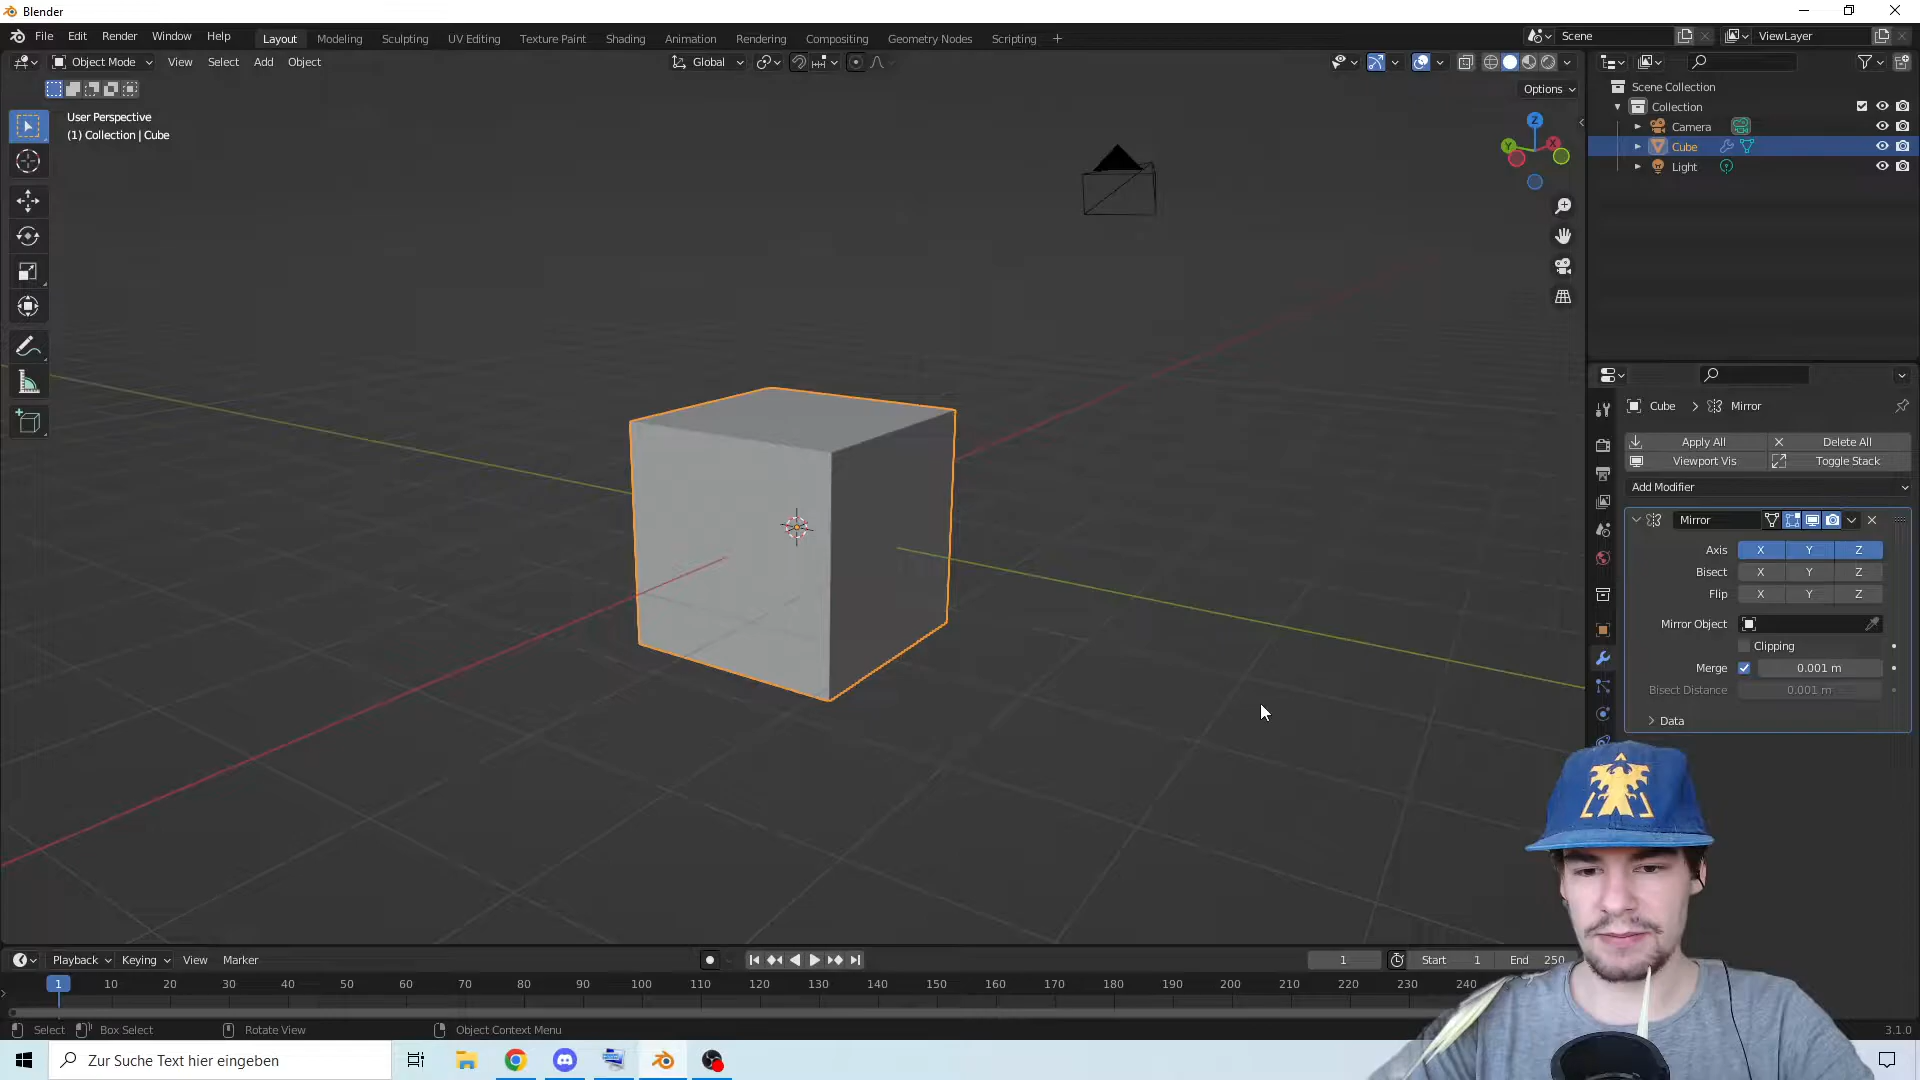 Blender
File Edit Render Window Help Layout Modeling Sculpting UV Editing Texture Paint Shading Animation Rendering Compositing Geometry Nodes Scripting + Scene ViewLayer
Object Mode View Select Add Object Global
Options
User Perspective
(1) Collection | Cube
Z
Y
X
Scene Collection
Collection
Camera
Cube
Light
Cube > Mirror
Apply All Delete All
Viewport Vis Toggle Stack
Add Modifier
Mirror
Axis X Y Z
Bisect X Y Z
Flip X Y Z
Mirror Object
Clipping
Merge 0.001 m
Bisect Distance 0.001 m
Data
Playback Keying View Marker 1 Start 1 End 250
1 10 20 30 40 50 60 70 80 90 100 110 120 130 140 150 160 170 180 190 200 210 220 230 240
Select Box Select Rotate View Object Context Menu 3.1.0
Zur Suche Text hier eingeben